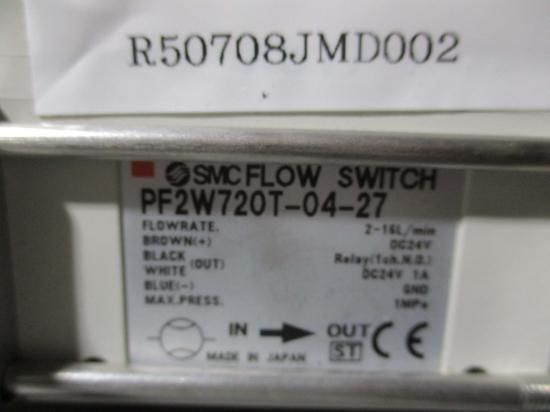 R50708JMD002
SMC FLOW SWITCH
PF2W720T-04-27
FLOWRATE. 2-16L/min
BROWN(+) DC24V
BLACK (OUT) Relay(1ch.N.O.)
WHITE DC24V 1A
BLUE(-) GND
MAX.PRESS. 1MPa
IN OUT
ST CE
MADE IN JAPAN